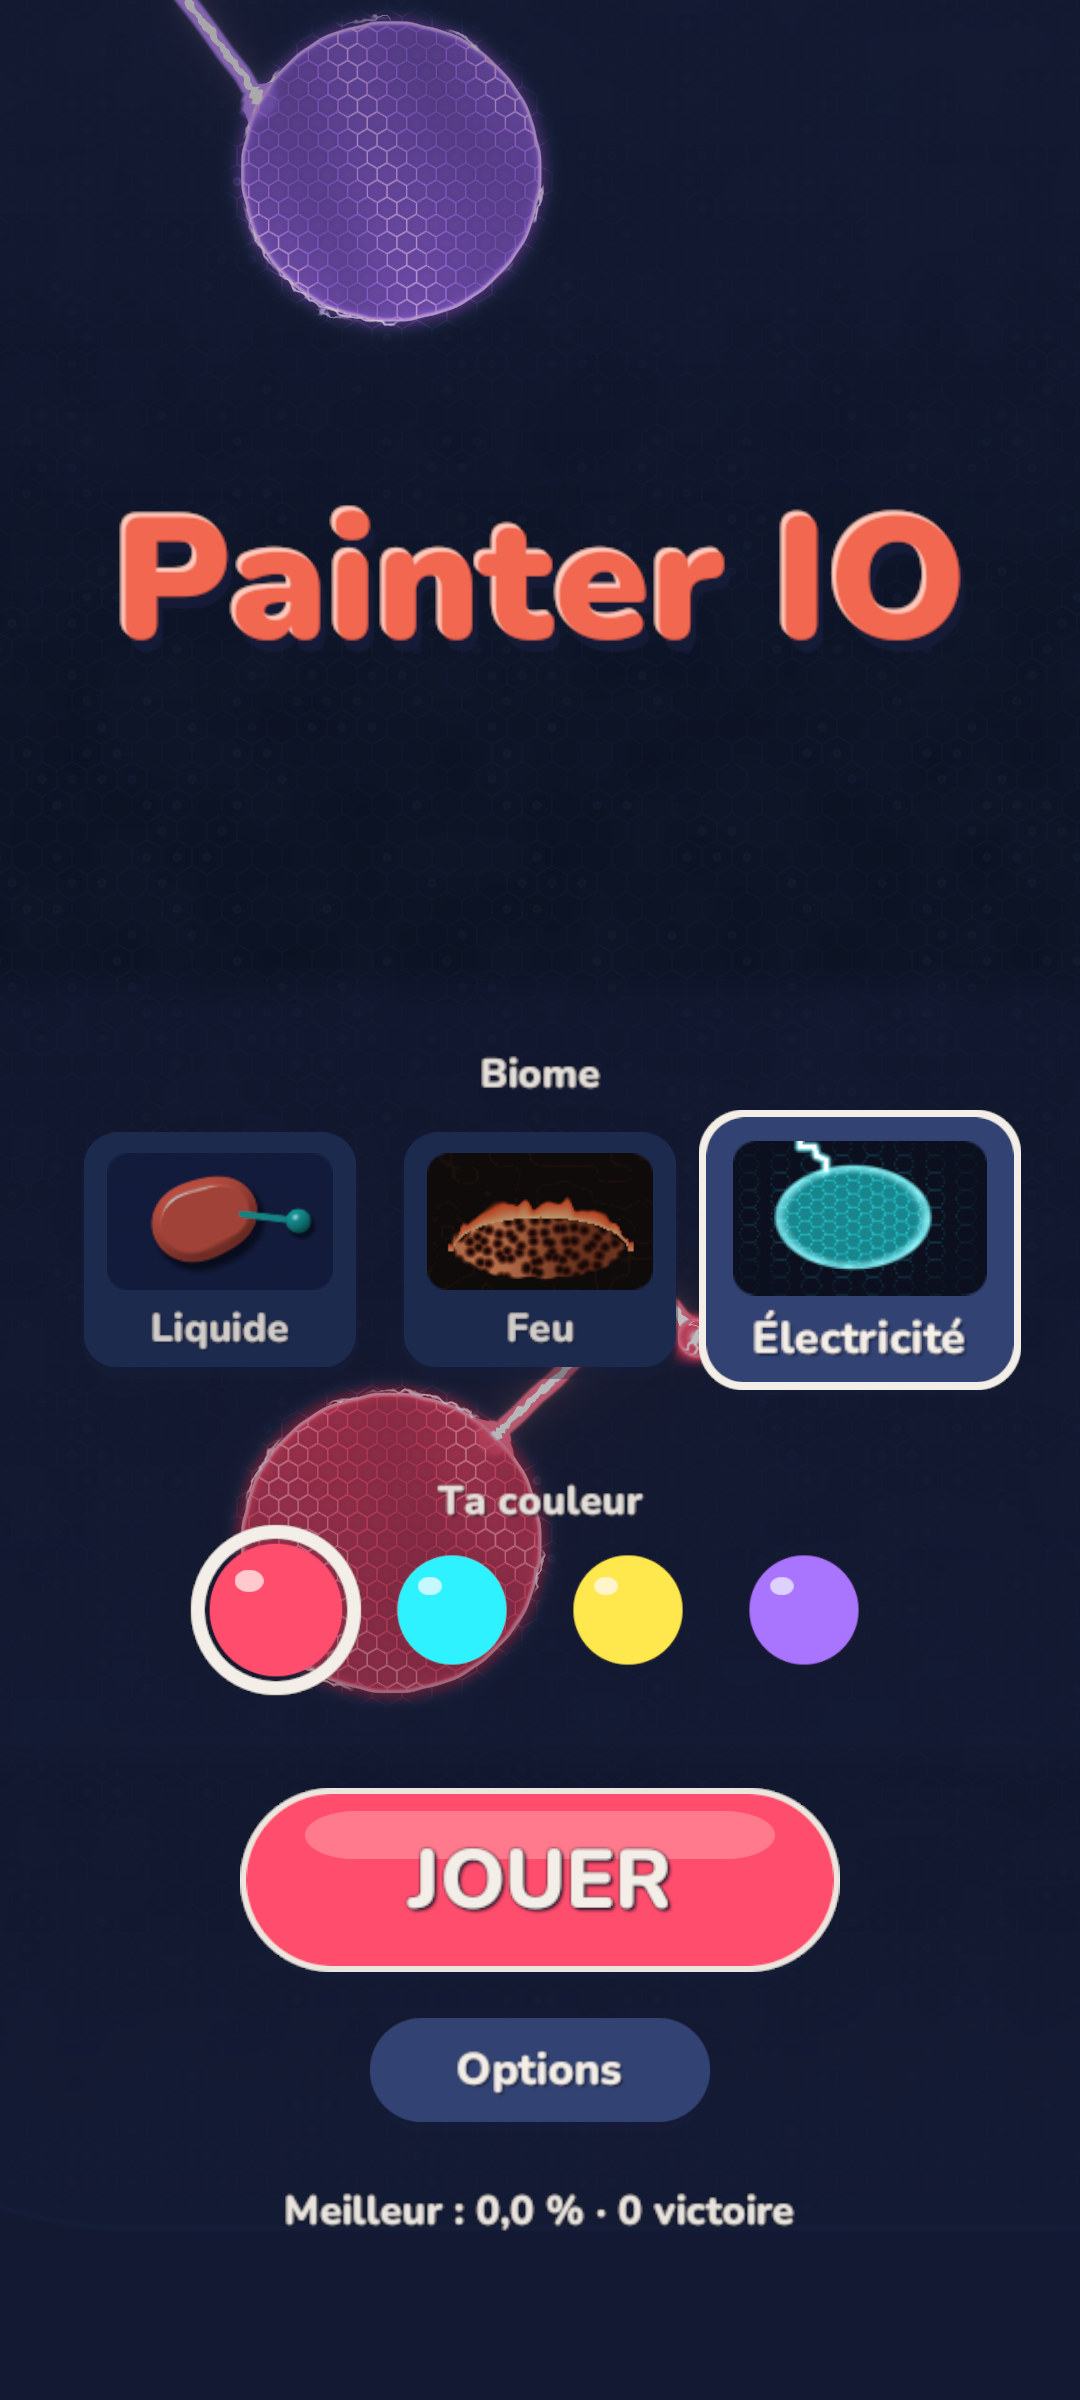 Painter IO
Biome
Liquide
Feu
Électricité
Ta couleur
JOUER
Options
Meilleur : 0,0 % · 0 victoire